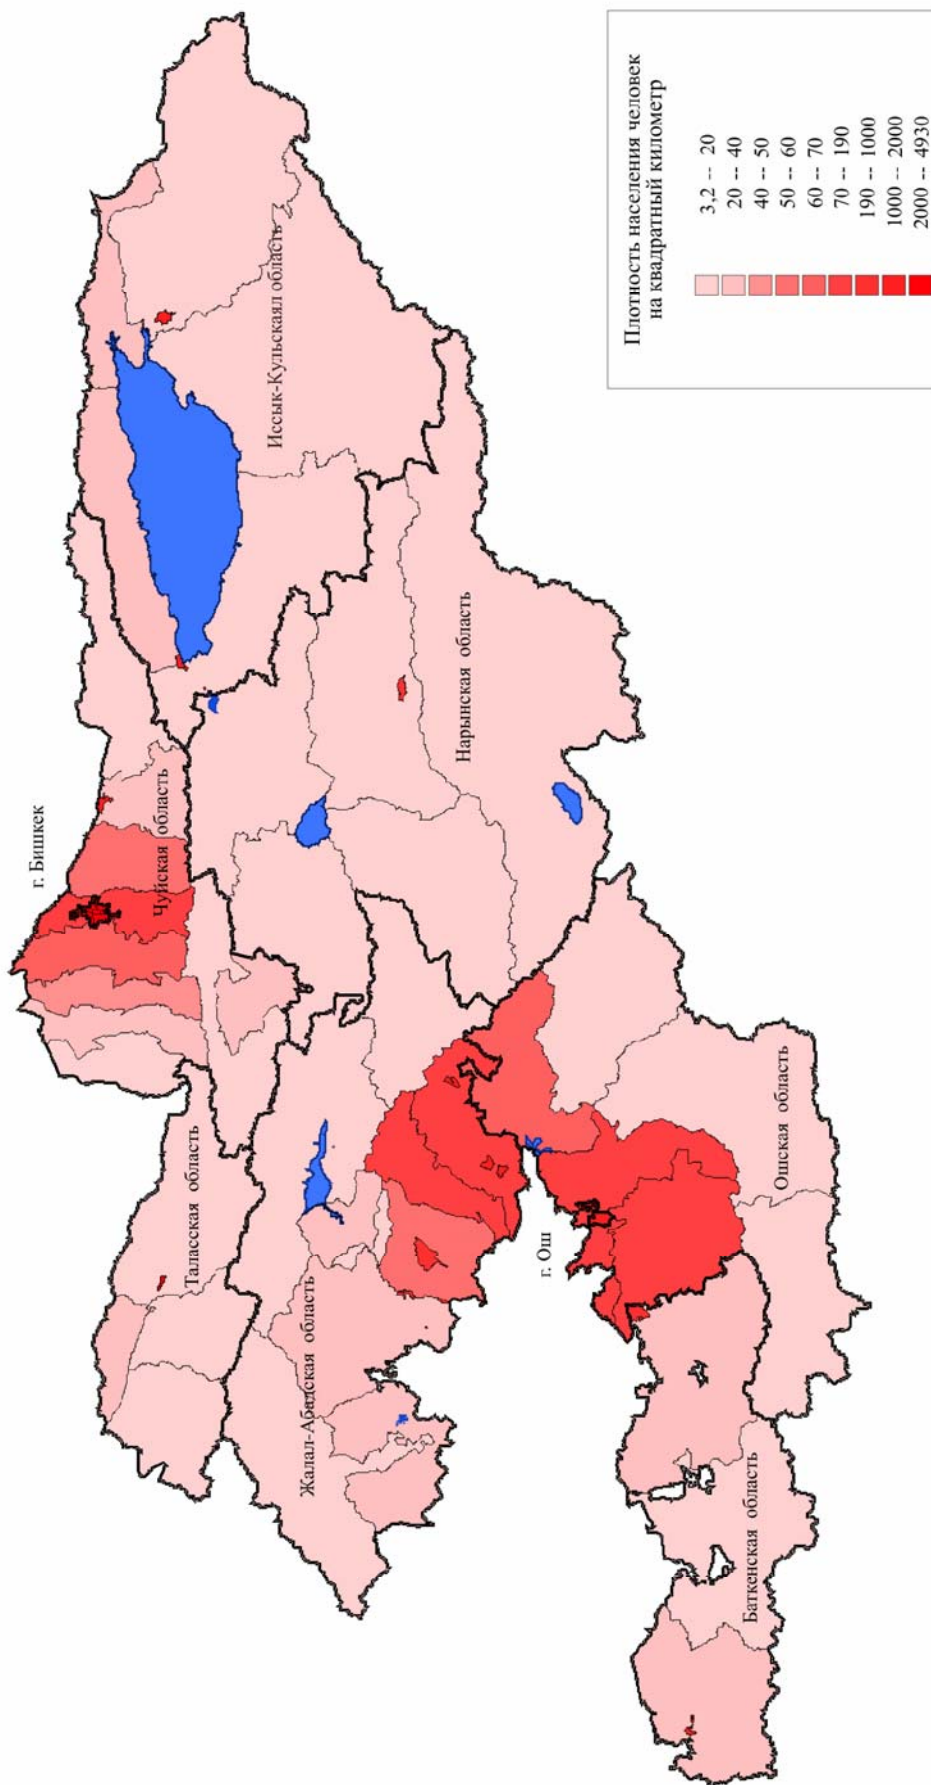 г. Бишкек
Чуйская область
Иссык-Кульскаял область
Таласская область
Нарынская область
Жалал-Абадская область
г. Ош
Ошская область
Баткенская область
Плотность населения человек
на квадратный километр
3,2 -- 20
20 -- 40
40 -- 50
50 -- 60
60 -- 70
70 -- 190
190 -- 1000
1000 -- 2000
2000 -- 4930